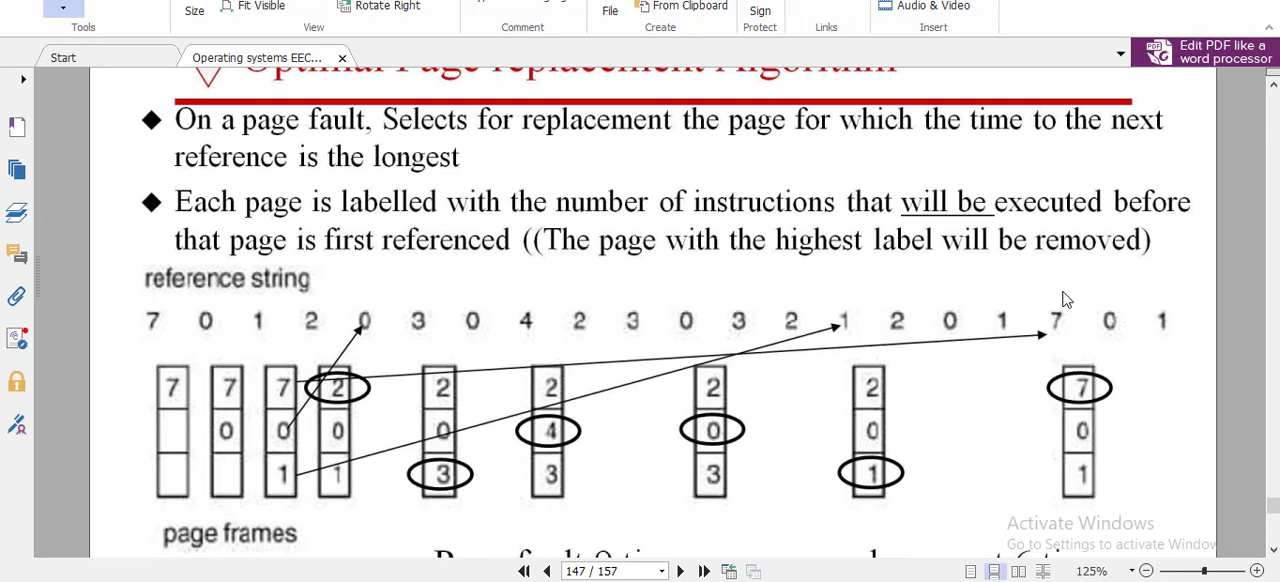 Size
Fit Visible
Rotate Right
File
From Clipboard
Sign
Audio & Video
Tools
View
Comment
Create
Protect
Links
Insert
Start
Operating systems EEC...
Edit PDF like a
word processor
Optimal Page replacement Algorithm
On a page fault, Selects for replacement the page for which the time to the next
reference is the longest
Each page is labelled with the number of instructions that will be executed before
that page is first referenced ((The page with the highest label will be removed)
reference string
7 0 1 2 0 3 0 4 2 3 0 3 2 1 2 0 1 7 0 1
7 7 7 2 2 2 2 2 7
0 0 0 0 4 0 0 0
1 1 3 3 3 1 1
page frames
Activate Windows
Go to Settings to activate Window
147 / 157
125%